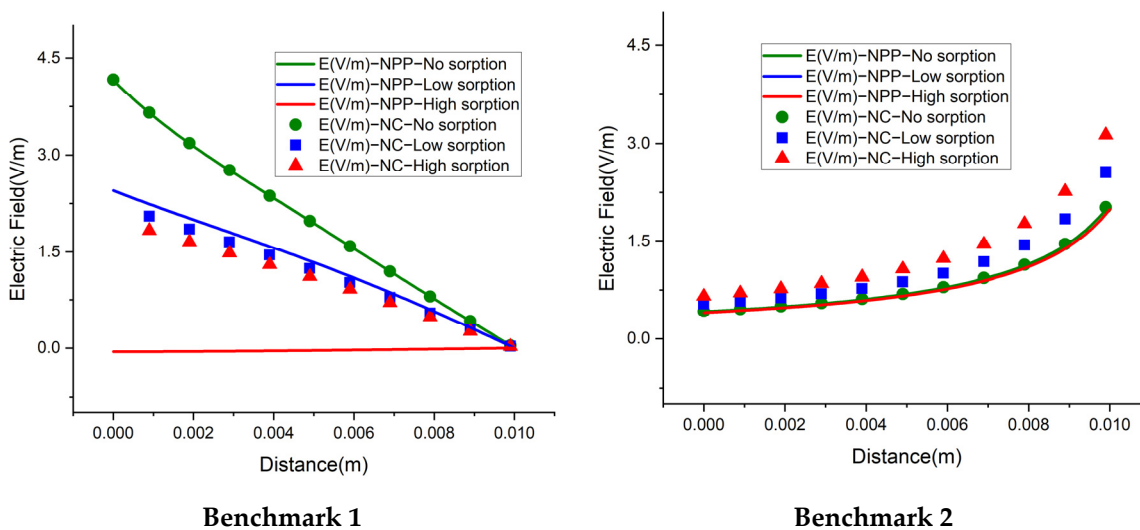 4.5
3.0
1.5
0.0
Electric Field(V/m)
E(V/m)−NPP−No sorption
E(V/m)−NPP−Low sorption
E(V/m)−NPP−High sorption
E(V/m)−NC−No sorption
E(V/m)−NC−Low sorption
E(V/m)−NC−High sorption
0.000 0.002 0.004 0.006 0.008 0.010
Distance(m)
Benchmark 1
4.5
3.0
1.5
0.0
Electric Field(V/m)
E(V/m)−NPP−No sorption
E(V/m)−NPP−Low sorption
E(V/m)−NPP−High sorption
E(V/m)−NC−No sorption
E(V/m)−NC−Low sorption
E(V/m)−NC−High sorption
0.000 0.002 0.004 0.006 0.008 0.010
Distance(m)
Benchmark 2